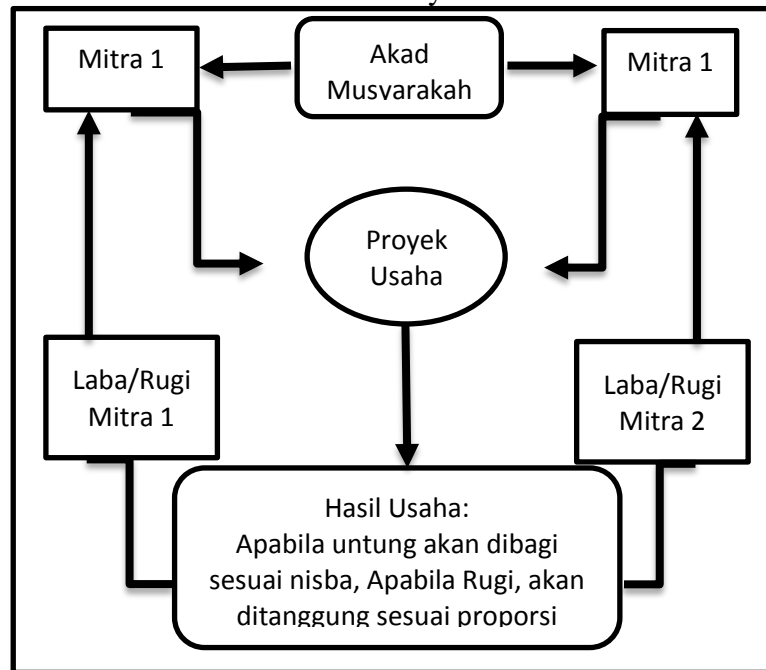 Mitra 1
Akad
Musyarakah
Mitra 1
Proyek
Usaha
Laba/Rugi
Mitra 1
Laba/Rugi
Mitra 2
Hasil Usaha:
Apabila untung akan dibagi
sesuai nisba, Apabila Rugi, akan
ditanggung sesuai proporsi